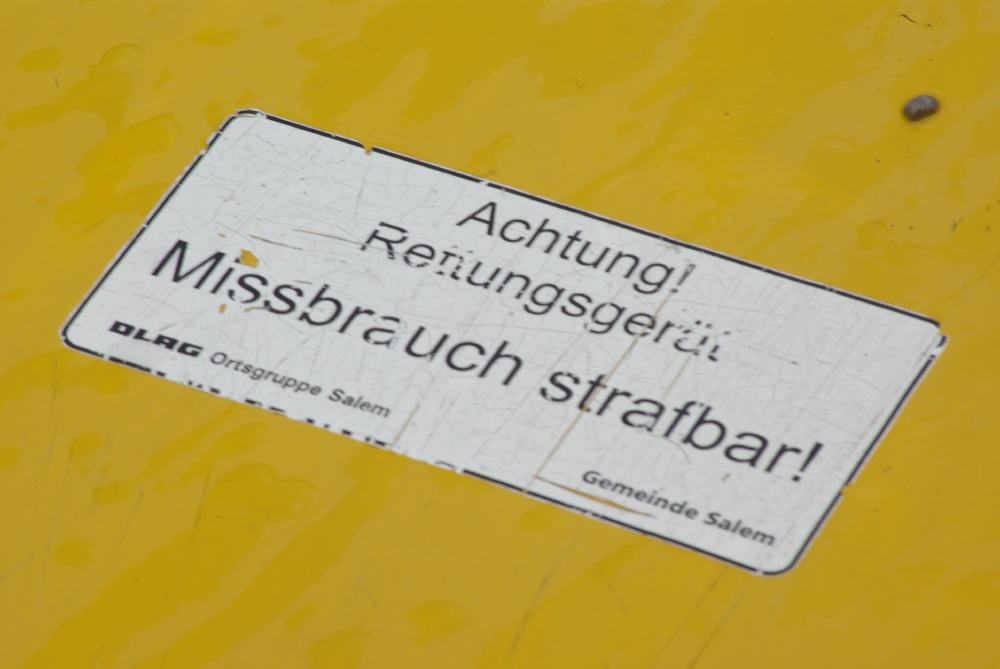 Achtung!
Rettungsgerät
Missbrauch strafbar!
DLRG Ortsgruppe Salem
Gemeinde Salem